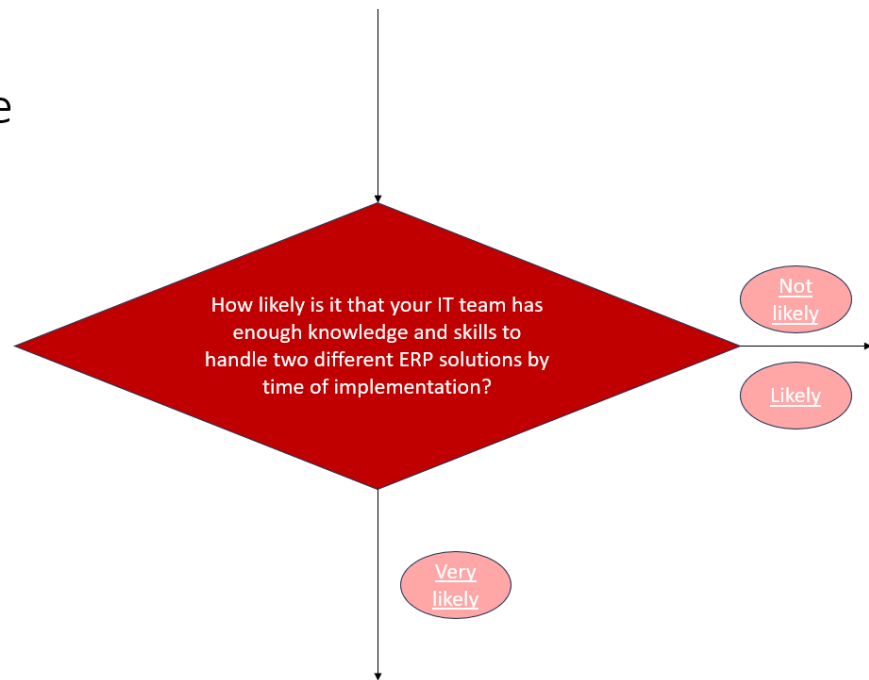 e
How likely is it that your IT team has
enough knowledge and skills to
handle two different ERP solutions by
time of implementation?
Not
likely
Likely
Very
likely